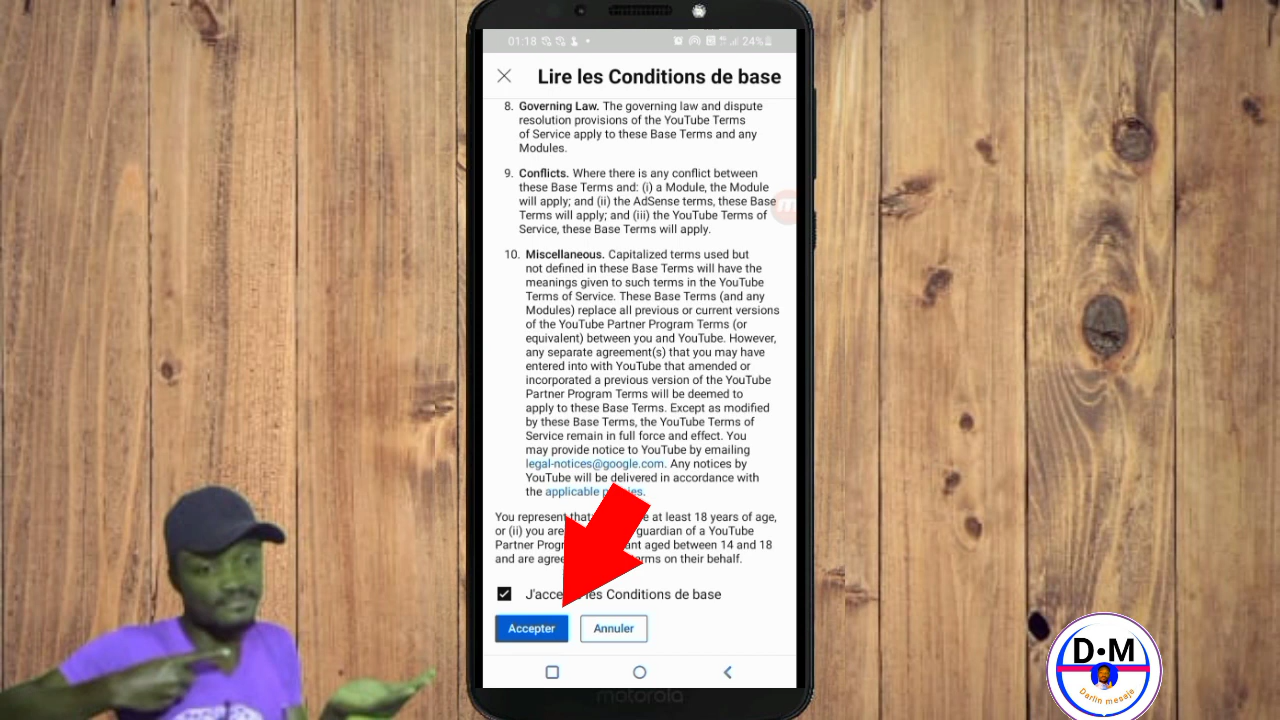 01:18
24%
Lire les Conditions de base
8. Governing Law. The governing law and dispute
resolution provisions of the YouTube Terms
of Service apply to these Base Terms and any
Modules.
9. Conflicts. Where there is any conflict between
these Base Terms and: (i) a Module, the Module
will apply; and (ii) the AdSense terms, these Base
Terms will apply; and (iii) the YouTube Terms of
Service, these Base Terms will apply.
10. Miscellaneous. Capitalized terms used but
not defined in these Base Terms will have the
meanings given to such terms in the YouTube
Terms of Service. These Base Terms (and any
Modules) replace all previous or current versions
of the YouTube Partner Program Terms (or
equivalent) between you and YouTube. However,
any separate agreement(s) that you may have
entered into with YouTube that amended or
incorporated a previous version of the YouTube
Partner Program Terms will be deemed to
apply to these Base Terms. Except as modified
by these Base Terms, the YouTube Terms of
Service remain in full force and effect. You
may provide notice to YouTube by emailing
legal-notices@google.com. Any notices by
YouTube will be delivered in accordance with
the applicable
You represent that at least 18 years of age,
or (ii) you are guardian of a YouTube
Partner aged between 14 and 18
and are on their behalf.
les Conditions de base
Accepter Annuler
motorola
D•M
Darlin mesaje